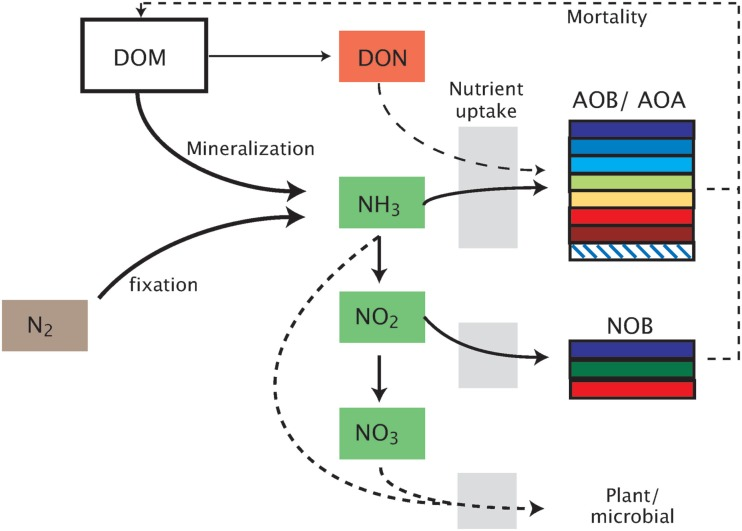 Mortality
DOM
DON
Nutrient
uptake
AOB/ AOA
Mineralization
NH3
fixation
N2
NO2
NOB
NO3
Plant/
microbial